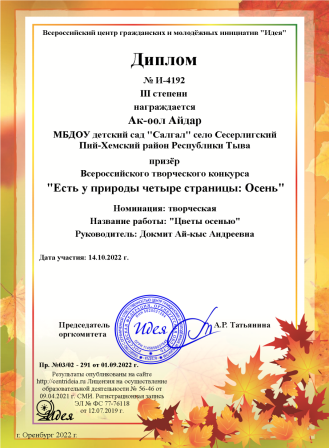 Всероссийский центр гражданских и молодёжных инициатив "Идея"
Диплом
№ И-4192
III степени
награждается
Ак-оол Айдар
МБДОУ детский сад "Салгал" село Сесерлигский
Пий-Хемский район Республики Тыва
призёр
Всероссийского творческого конкурса
"Есть у природы четыре страницы: Осень"
Номинация: творческая
Название работы: "Цветы осенью"
Руководитель: Докмит Ай-кыс Андреевна
Дата участия: 14.10.2022 г.
Председатель
оргкомитета
Идея
А.Р. Татьянина
Пр. №03/02 - 291 от 01.09.2022 г.
Результаты опубликованы на сайте
http://centrideia.ru Лицензия на осуществление
образовательной деятельности № 56-46 от
09.04.2021 г. СМИ. Регистрационная запись
ЭЛ № ФС 77-76118
от 12.07.2019 г.
Идея
г. Оренбург 2022 г.